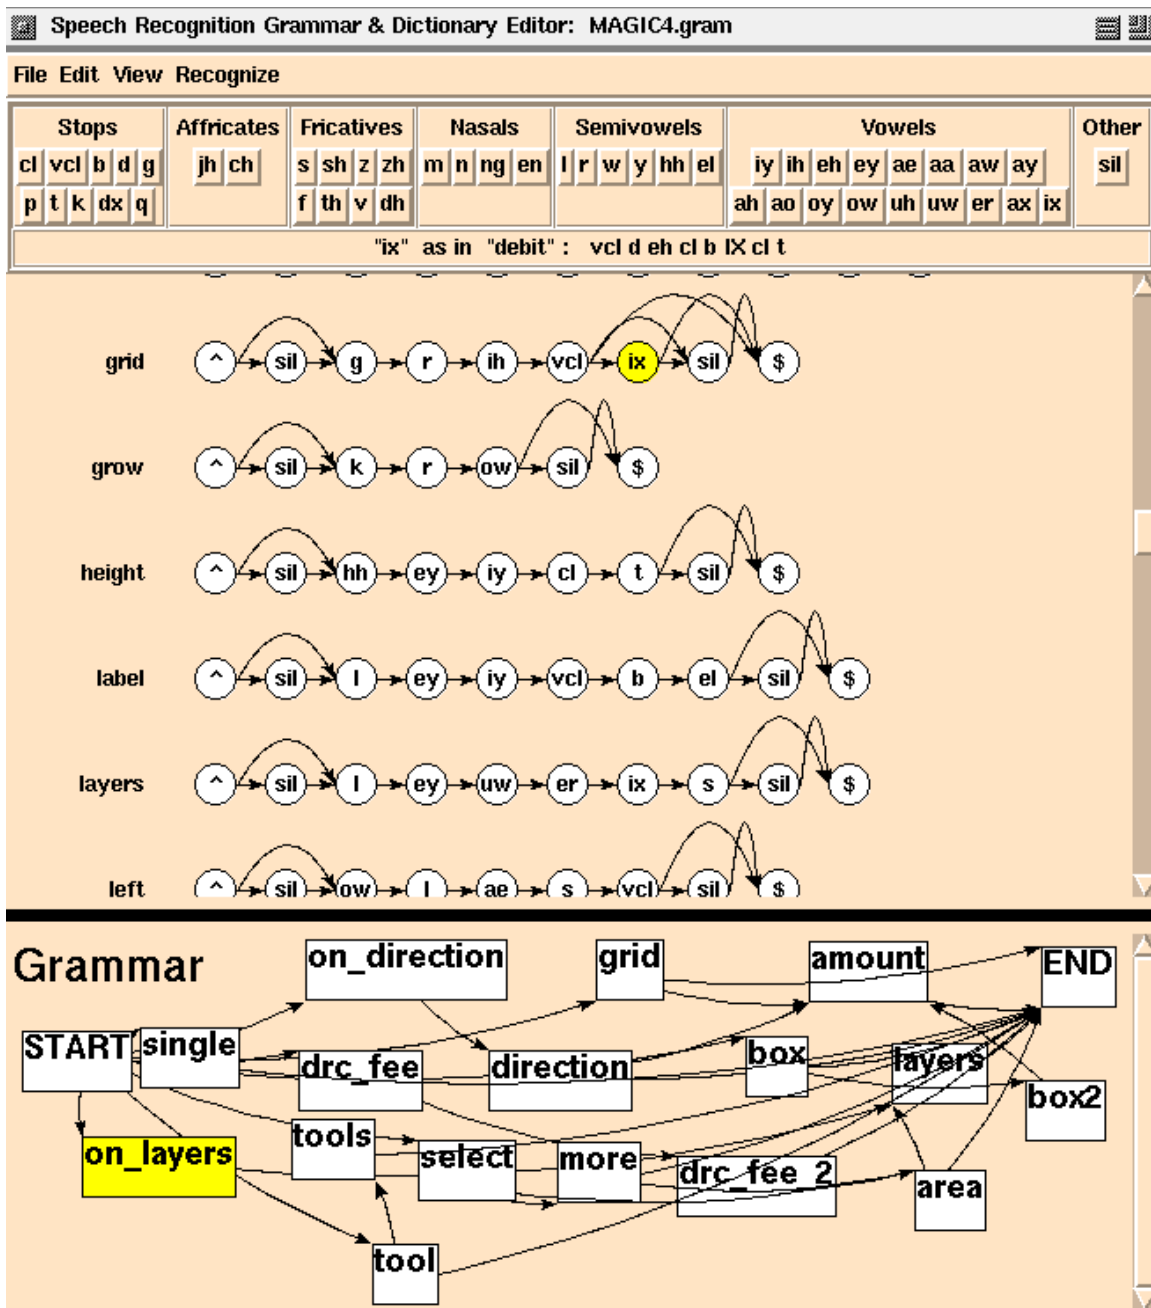 Speech Recognition Grammar & Dictionary Editor: MAGIC4.gram
File Edit View Recognize
Stops Affricates Fricatives Nasals Semivowels Vowels Other
cl vcl b d g jh ch s sh z zh m n ng en l r w y hh el iy ih eh ey ae aa aw ay sil
p t k dx q f th v dh ah ao oy ow uh uw er ax ix
"ix" as in "debit" : vcl d eh cl b IX cl t
grid ^ sil g r ih vcl ix sil $
grow ^ sil k r ow sil $
height ^ sil hh ey iy cl t sil $
label ^ sil l ey iy vcl b el sil $
layers ^ sil l ey uw er ix s sil $
left ^ sil ow l ae s vcl sil $
Grammar on_direction grid amount END
START single drc_fee direction box layers
box2
on_layers tools select more drc_fee_2 area
tool